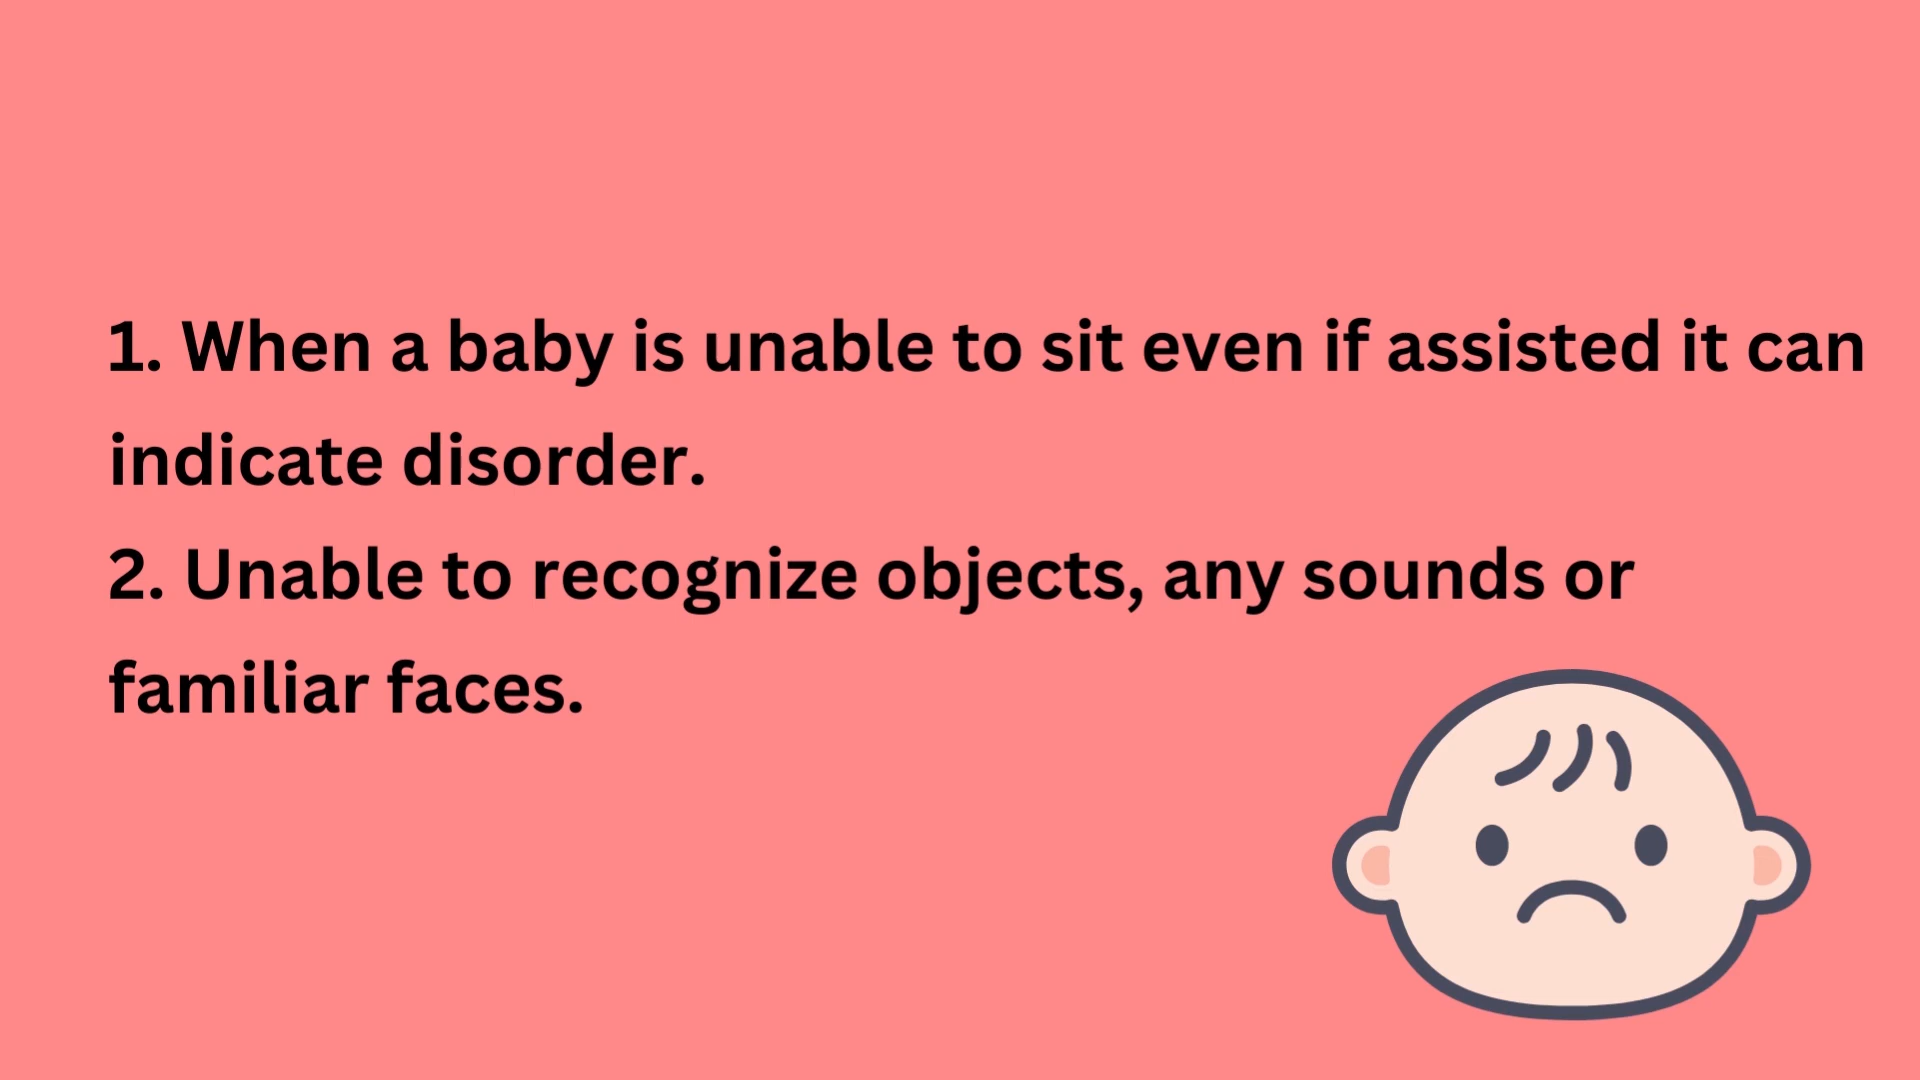 1. When a baby is unable to sit even if assisted it can
indicate disorder.
2. Unable to recognize objects, any sounds or
familiar faces.